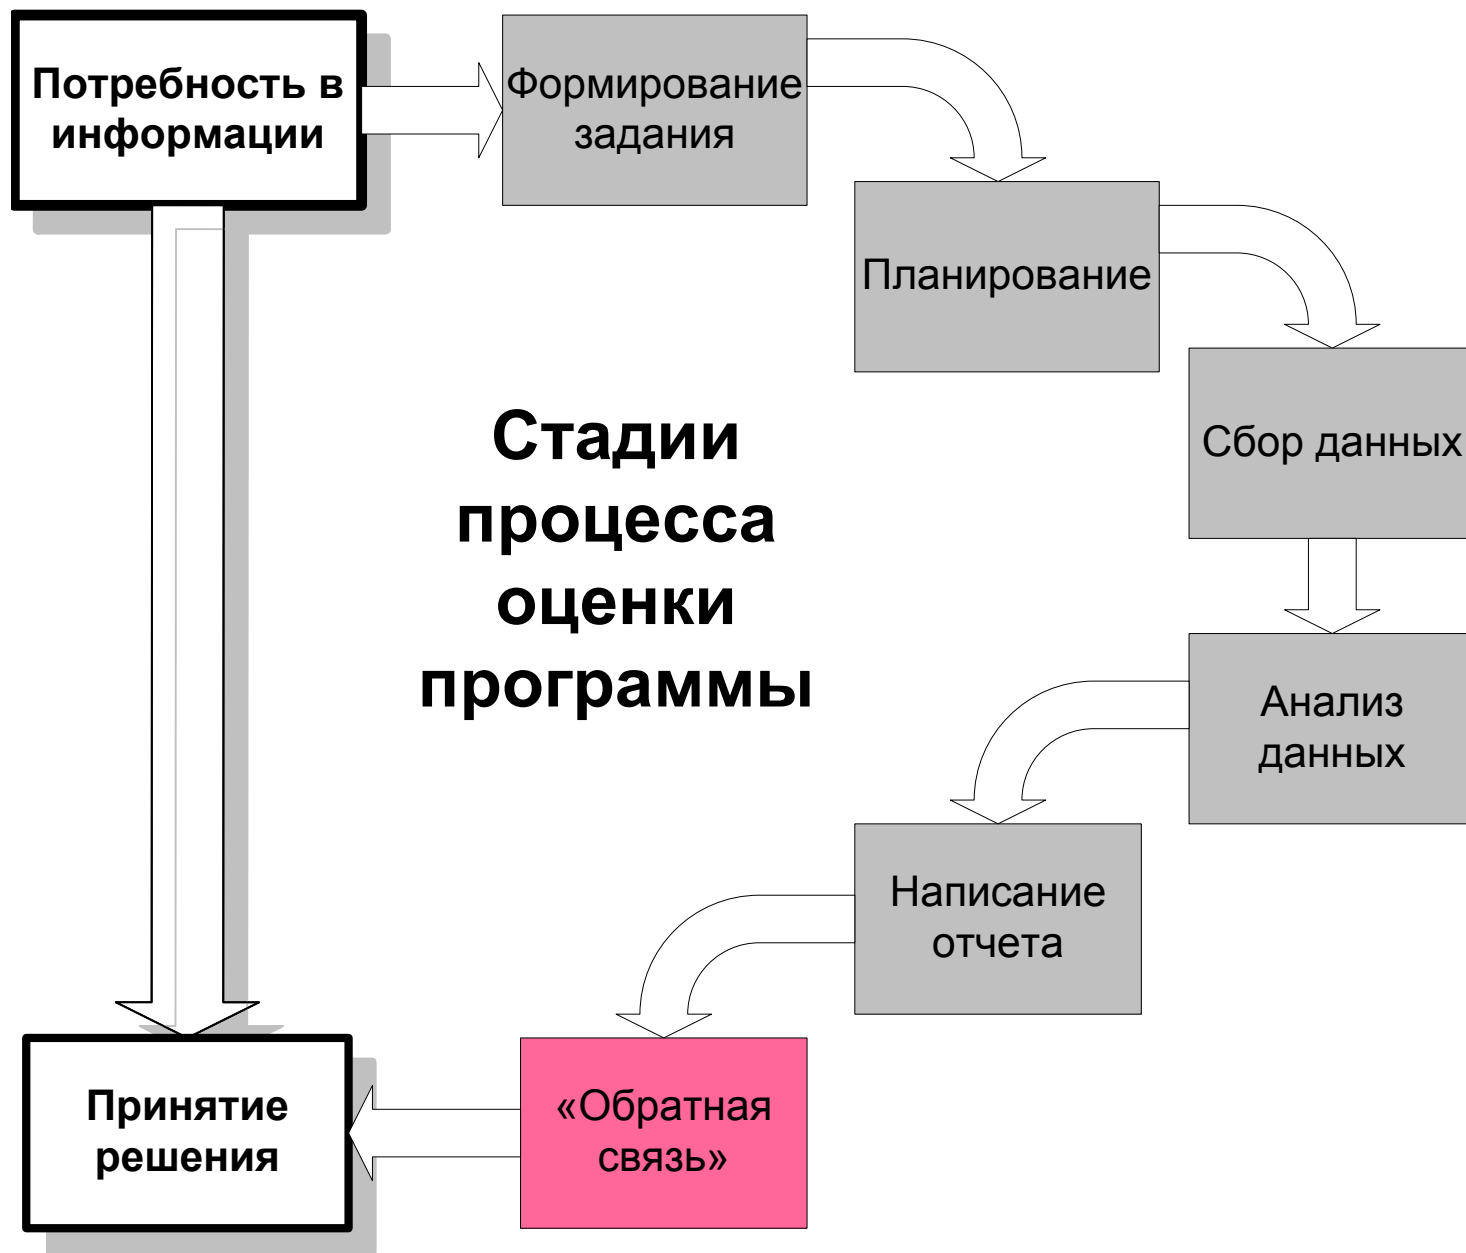 Потребность в
информации
Формирование
задания
Планирование
Сбор данных
Стадии
процесса
оценки
программы
Анализ
данных
Написание
отчета
«Обратная
связь»
Принятие
решения